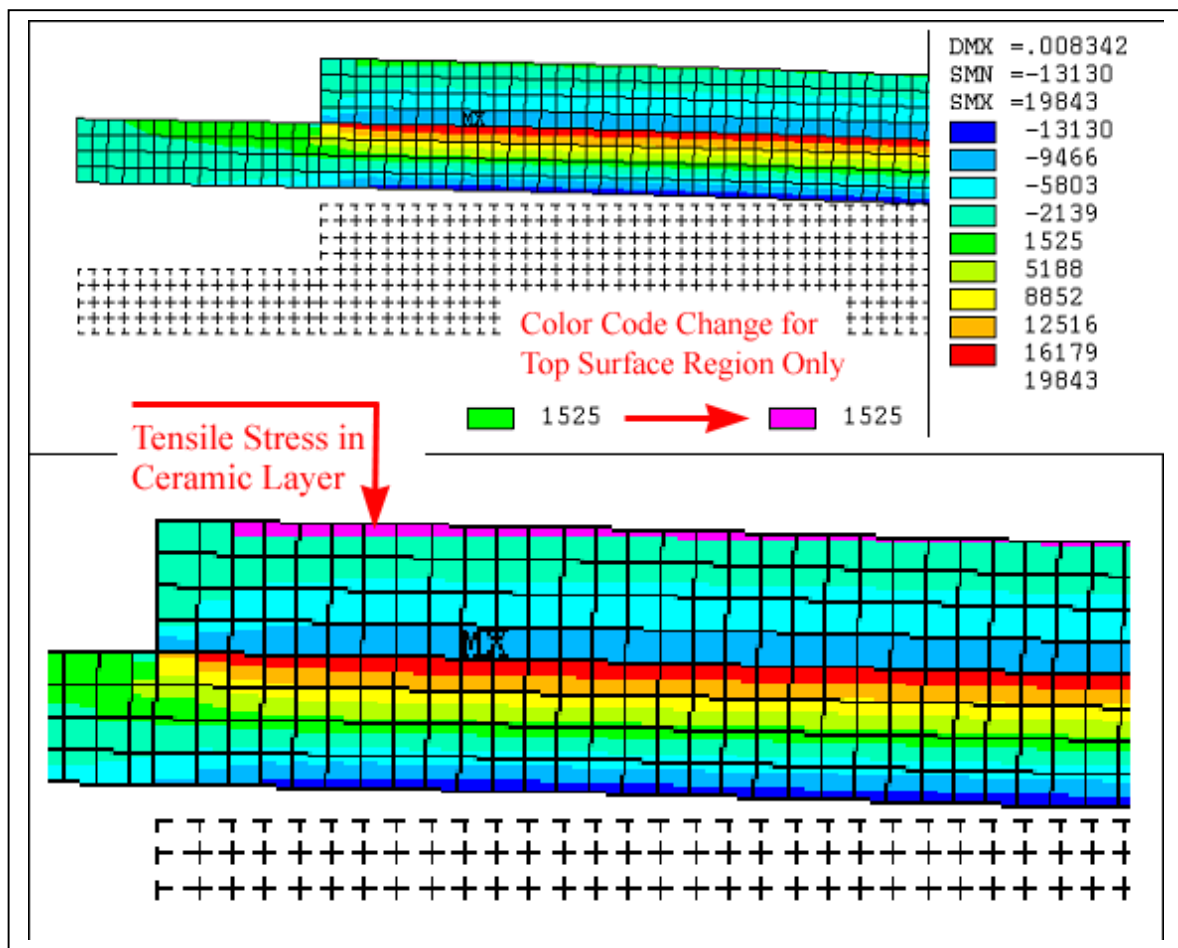 DMX =.008342
SMN =-13130
SMX =19843
-13130
-9466
-5803
-2139
1525
5188
8852
12516
16179
19843
MX
Color Code Change for
Top Surface Region Only
1525 1525
Tensile Stress in
Ceramic Layer
MX